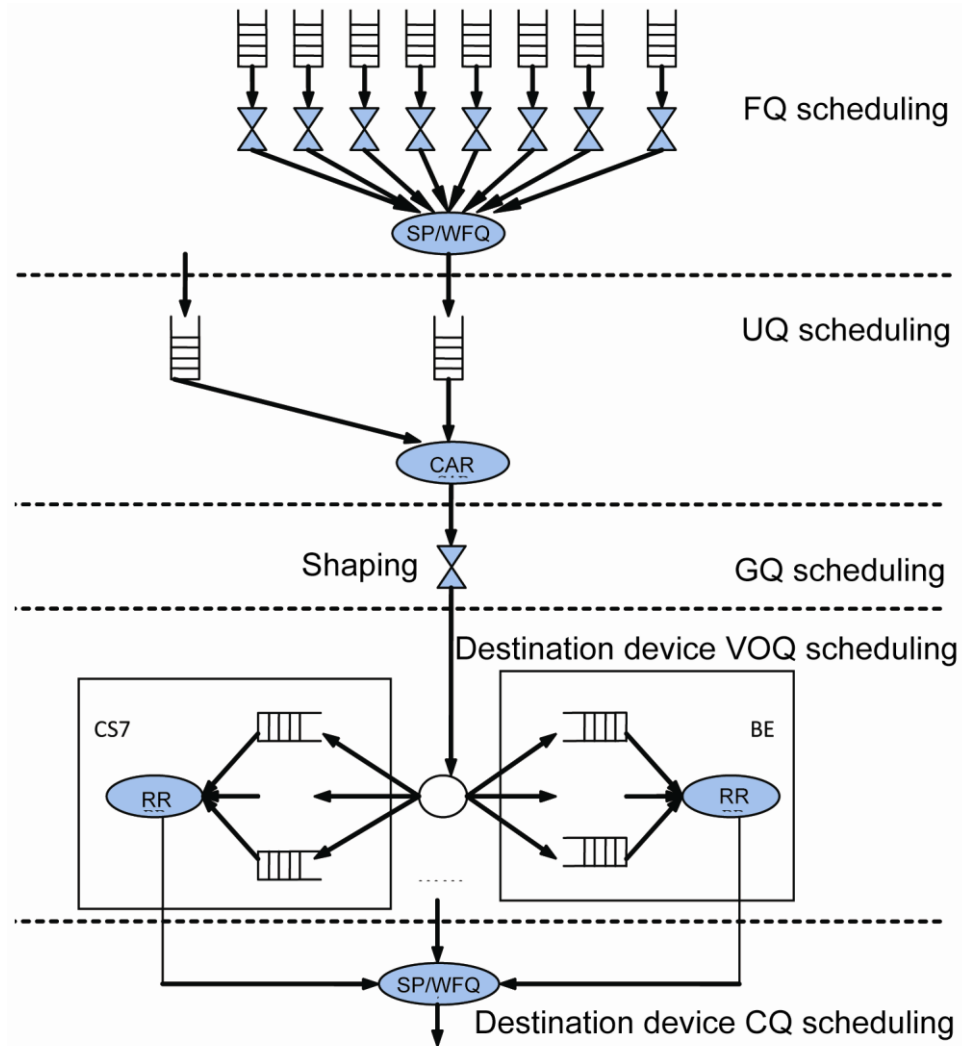 FQ scheduling
SP/WFQ
UQ scheduling
CAR
Shaping
GQ scheduling
Destination device VOQ scheduling
CS7
BE
RR
RR
......
SP/WFQ
Destination device CQ scheduling